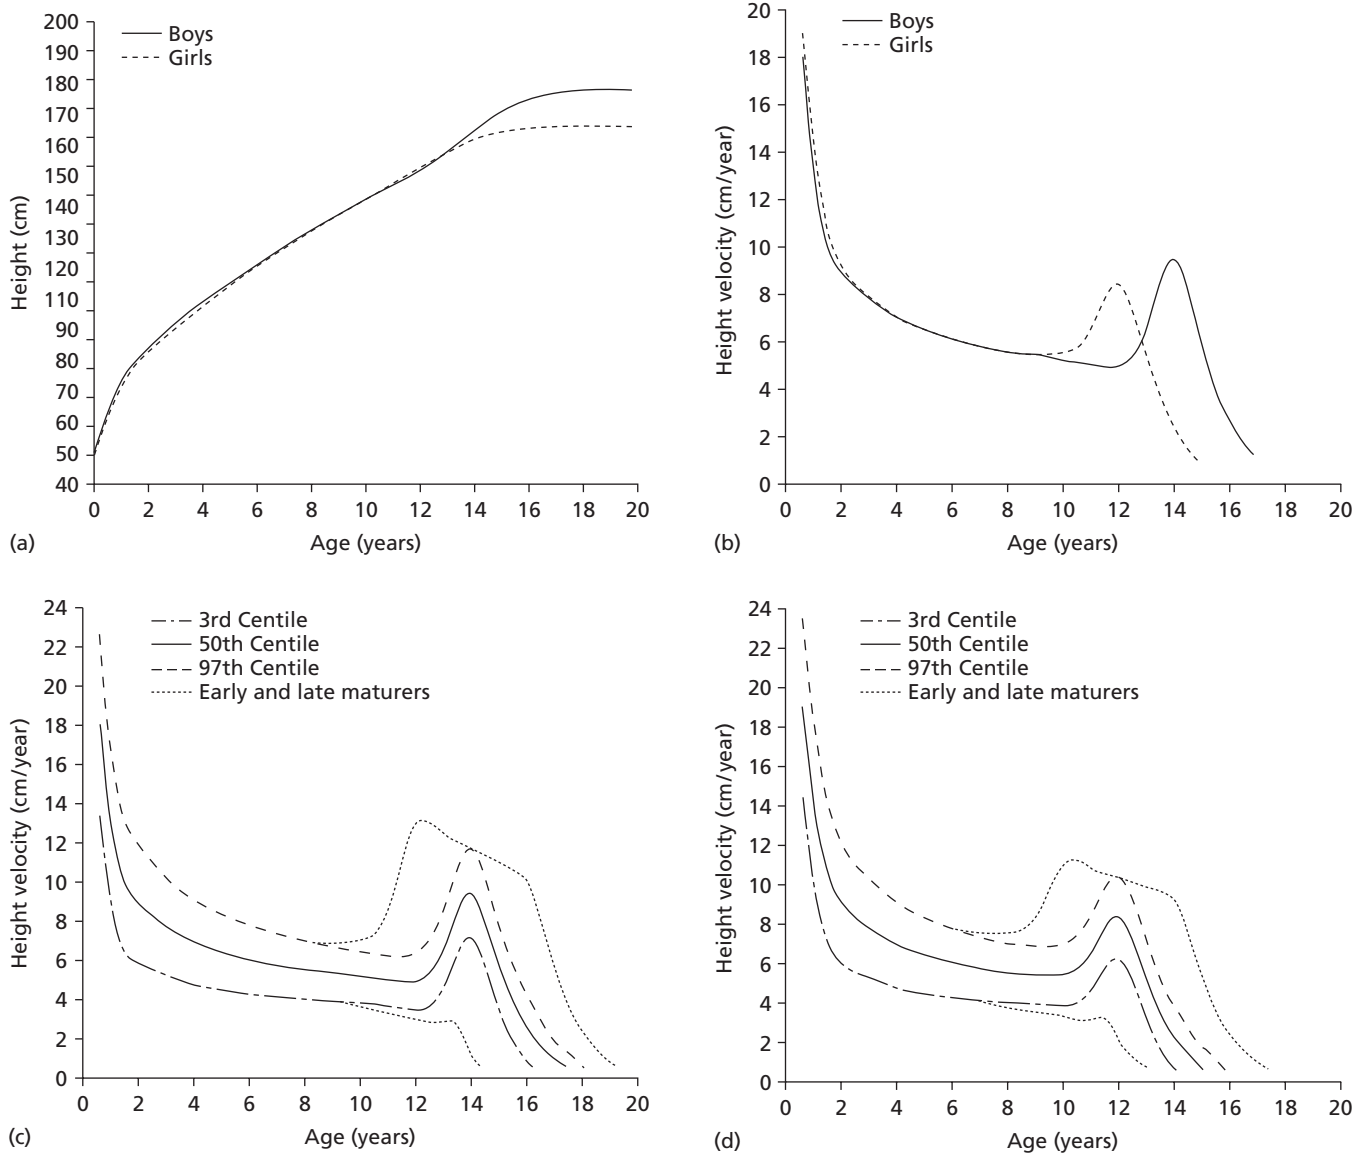 200
190
180
170
160
150
140
130
120
110
90
80
70
60
50
40
Height (cm)
Boys
Girls
0 2 4 6 8 10 12 14 16 18 20
(a)
Age (years)
20
18
16
14
12
10
8
6
4
2
0
Height velocity (cm/year)
Boys
Girls
0 2 4 6 8 10 12 14 16 18 20
(b)
Age (years)
24
22
20
18
16
14
12
10
8
6
4
2
0
Height velocity (cm/year)
3rd Centile
50th Centile
97th Centile
Early and late maturers
0 2 4 6 8 10 12 14 16 18 20
(c)
Age (years)
24
22
20
18
16
14
12
10
8
6
4
2
0
Height velocity (cm/year)
3rd Centile
50th Centile
97th Centile
Early and late maturers
0 2 4 6 8 10 12 14 16 18 20
(d)
Age (years)